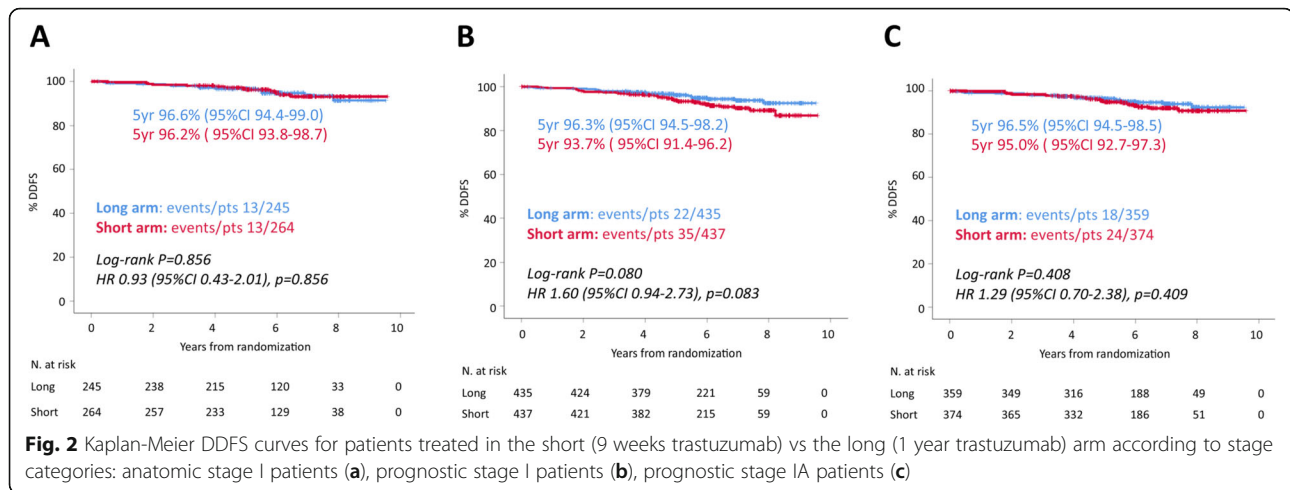 A
% DDFS
100
80
60
40
20
0
5yr 96.6% (95%CI 94.4-99.0)
5yr 96.2% ( 95%CI 93.8-98.7)
Long arm: events/pts 13/245
Short arm: events/pts 13/264
Log-rank P=0.856
HR 0.93 (95%CI 0.43-2.01), p=0.856
0 2 4 6 8 10
Years from randomization
N. at risk
Long 245 238 215 120 33 0
Short 264 257 233 129 38 0
B
% DDFS
100
80
60
40
20
0
5yr 96.3% (95%CI 94.5-98.2)
5yr 93.7% ( 95%CI 91.4-96.2)
Long arm: events/pts 22/435
Short arm: events/pts 35/437
Log-rank P=0.080
HR 1.60 (95%CI 0.94-2.73), p=0.083
0 2 4 6 8 10
Years from randomization
N. at risk
Long 435 424 379 221 59 0
Short 437 421 382 215 59 0
C
% DDFS
100
80
60
40
20
0
5yr 96.5% (95%CI 94.5-98.5)
5yr 95.0% ( 95%CI 92.7-97.3)
Long arm: events/pts 18/359
Short arm: events/pts 24/374
Log-rank P=0.408
HR 1.29 (95%CI 0.70-2.38), p=0.409
0 2 4 6 8 10
Years from randomization
N. at risk
Long 359 349 316 188 49 0
Short 374 365 332 186 51 0
Fig. 2 Kaplan-Meier DDFS curves for patients treated in the short (9 weeks trastuzumab) vs the long (1 year trastuzumab) arm according to stage
categories: anatomic stage I patients (a), prognostic stage I patients (b), prognostic stage IA patients (c)